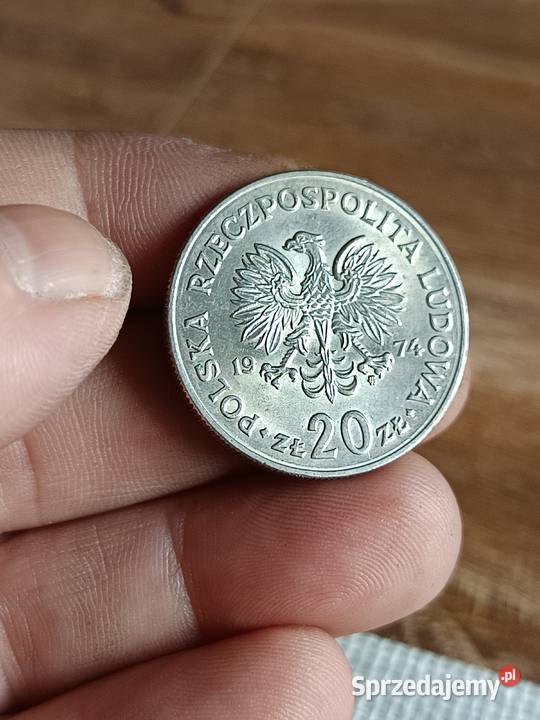 POLSKA RZECZPOSPOLITA LUDOWA
19 74
ZŁ 20 ZŁ
Sprzedajemy.pl